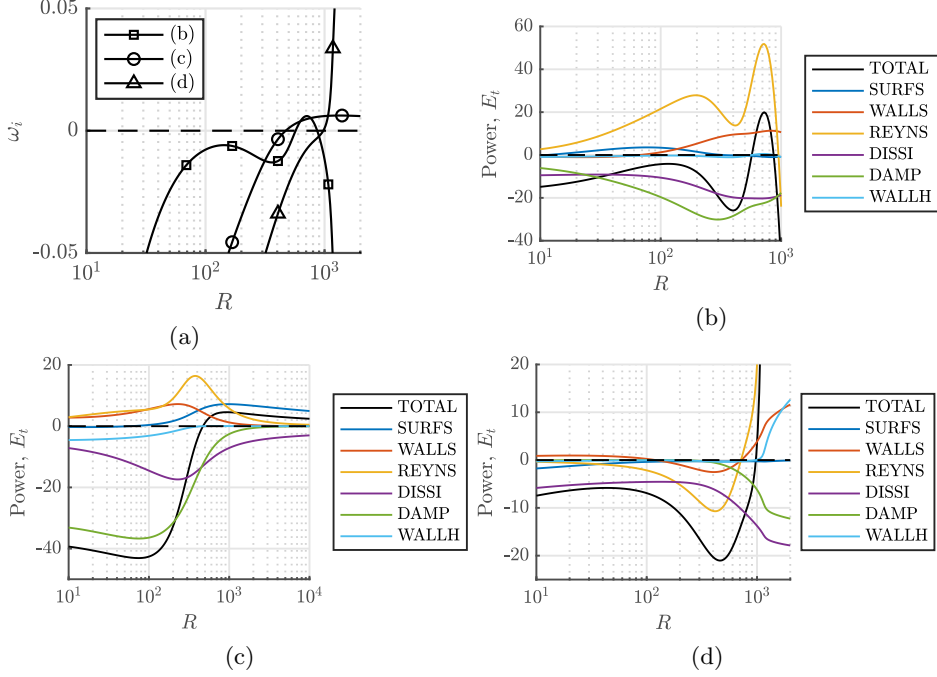 0.05
0
-0.05
ω_i
(b)
(c)
(d)
10^1
10^2
10^3
R
(a)
60
40
20
0
-20
-40
Power, E_t
10^1
10^2
10^3
R
TOTAL
SURFS
WALLS
REYNS
DISSI
DAMP
WALLH
(b)
20
0
-20
-40
Power, E_t
10^1
10^2
10^3
10^4
R
TOTAL
SURFS
WALLS
REYNS
DISSI
DAMP
WALLH
(c)
20
10
0
-10
-20
Power, E_t
10^1
10^2
10^3
R
TOTAL
SURFS
WALLS
REYNS
DISSI
DAMP
WALLH
(d)